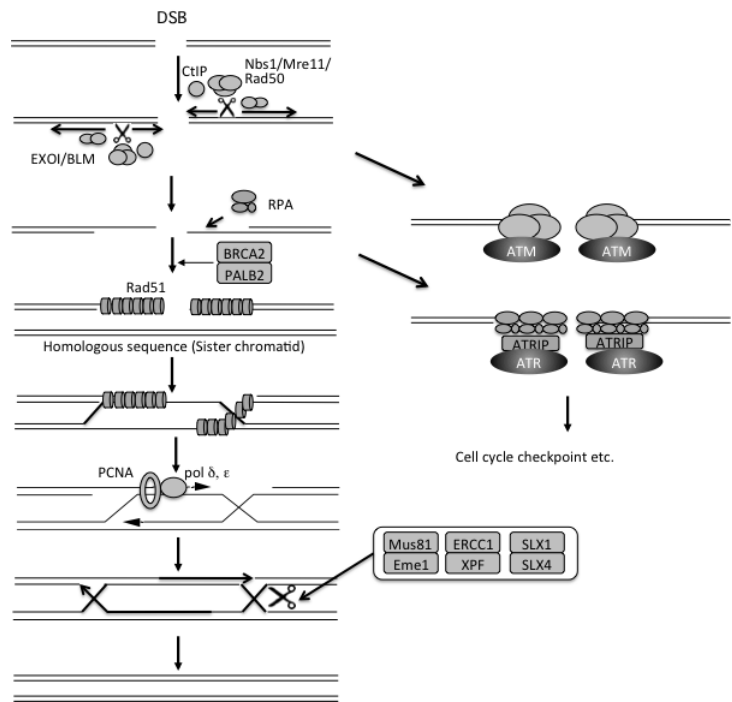 DSB
CtIP
Nbs1/Mre11/
Rad50
EXOI/BLM
RPA
BRCA2
PALB2
Rad51
Homologous sequence (Sister chromatid)
ATM
ATM
ATRIP
ATRIP
ATR
ATR
Cell cycle checkpoint etc.
PCNA
pol δ, ε
Mus81
ERCC1
SLX1
Eme1
XPF
SLX4